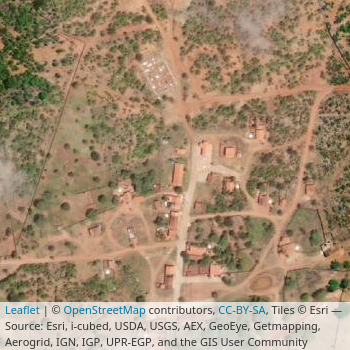 Leaflet | © OpenStreetMap contributors, CC-BY-SA, Tiles © Esri —
Source: Esri, i-cubed, USDA, USGS, AEX, GeoEye, Getmapping,
Aerogrid, IGN, IGP, UPR-EGP, and the GIS User Community